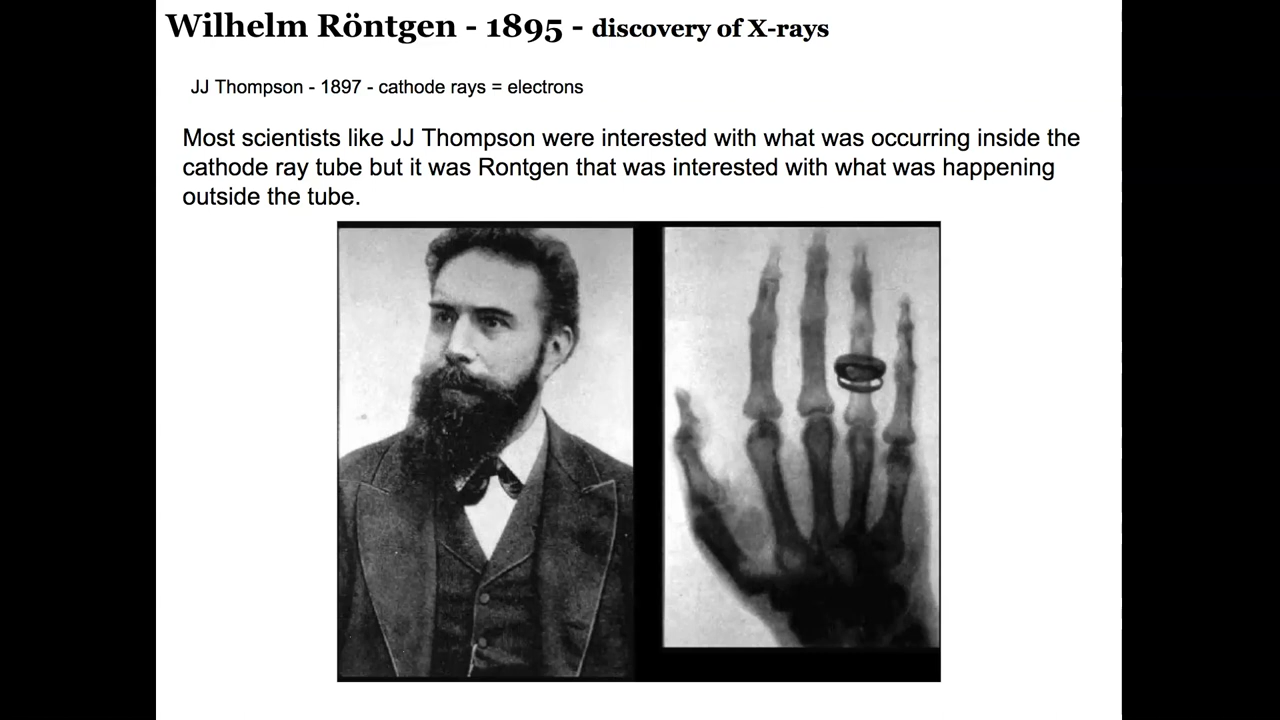 Wilhelm Röntgen - 1895 - discovery of X-rays
JJ Thompson - 1897 - cathode rays = electrons
Most scientists like JJ Thompson were interested with what was occurring inside the
cathode ray tube but it was Rontgen that was interested with what was happening
outside the tube.